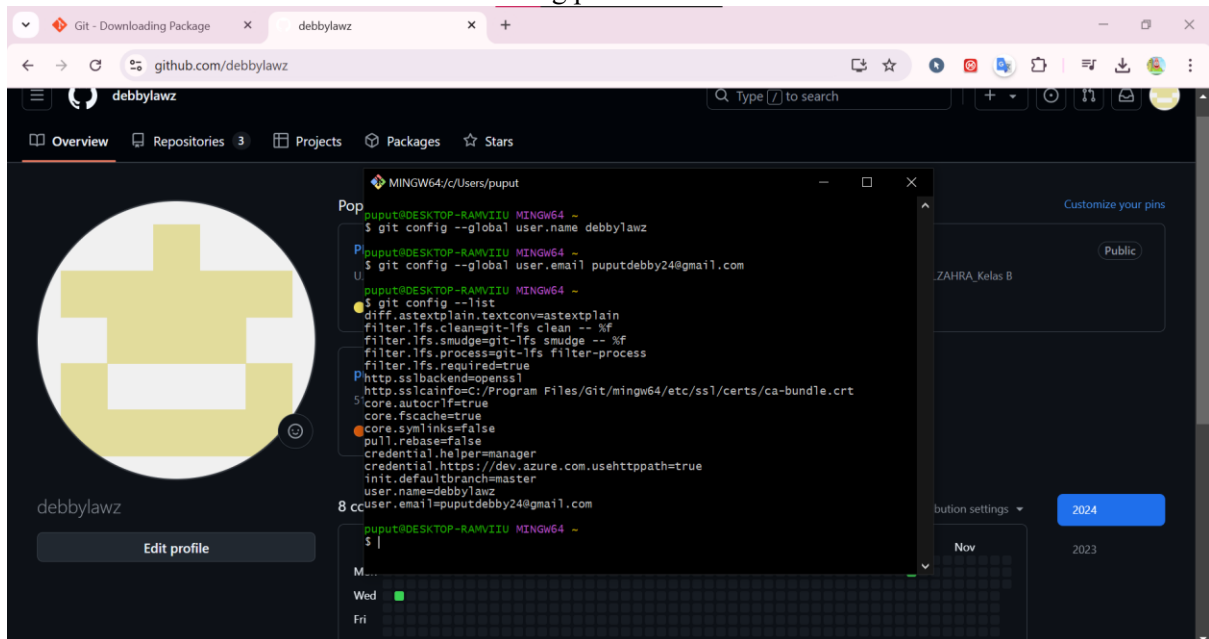 Git - Downloading Package
debbylawz
github.com/debbylawz
debbylawz
Type / to search
Overview
Repositories 3
Projects
Packages
Stars
MINGW64:/c/Users/puput
Pop
Customize your pins
puput@DESKTOP-RAMVIIU MINGW64 ~
$ git config --global user.name debbylawz
Public
puput@DESKTOP-RAMVIIU MINGW64 ~
$ git config --global user.email puputdebby24@gmail.com
ZAHRA_Kelas B
puput@DESKTOP-RAMVIIU MINGW64 ~
$ git config --list
diff.astextplain.textconv=astextplain
filter.lfs.clean=git-lfs clean -- %f
filter.lfs.smudge=git-lfs smudge -- %f
filter.lfs.process=git-lfs filter-process
filter.lfs.required=true
http.sslbackend=openssl
http.sslcainfo=C:/Program Files/Git/mingw64/etc/ssl/certs/ca-bundle.crt
core.autocrlf=true
core.fscache=true
core.symlinks=false
pull.rebase=false
credential.helper=manager
credential.https://dev.azure.com.usehttppath=true
init.defaultbranch=master
user.name=debbylawz
user.email=puputdebby24@gmail.com
puput@DESKTOP-RAMVIIU MINGW64 ~
$
debbylawz
Edit profile
8 co
bution settings
2024
2023
Nov
Wed
Fri